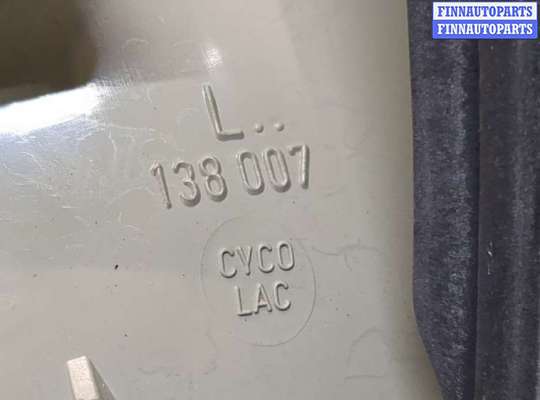 FINNAUTOPARTS
FINNAUTOPARTS
L..
138 007
CYCO
LAC